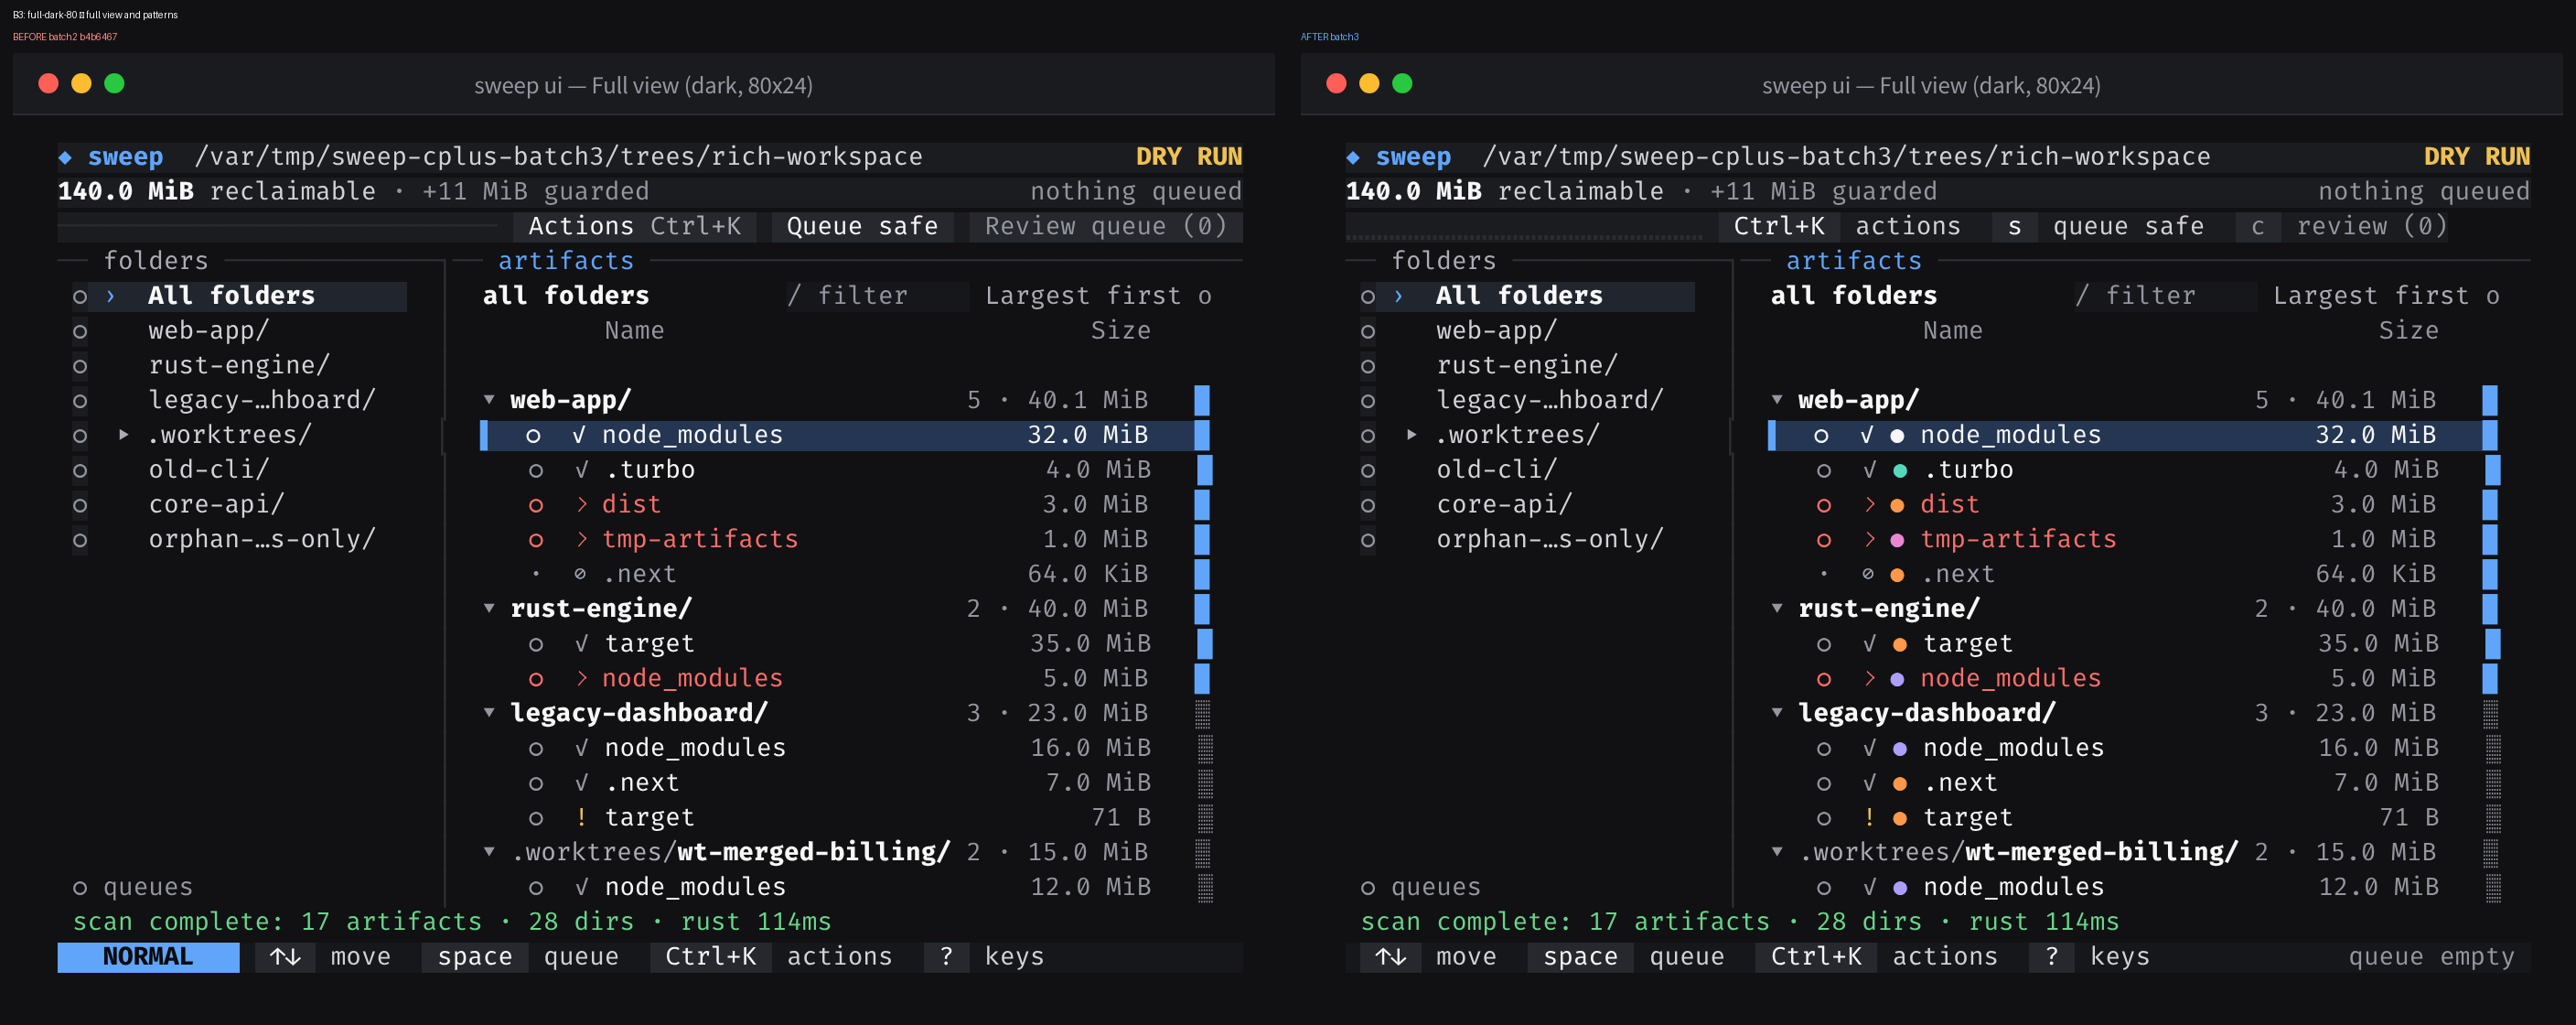 B3: full-dark-80 full view and patterns
BEFORE batch2 b4b6467
sweep ui — Full view (dark, 80x24)
◆ sweep /var/tmp/sweep-cplus-batch3/trees/rich-workspace DRY RUN
140.0 MiB reclaimable · +11 MiB guarded nothing queued
Actions Ctrl+K Queue safe Review queue (0)
folders artifacts
○ › All folders all folders / filter Largest first o
○ web-app/ Name Size
○ rust-engine/
○ legacy-…hboard/ ▼ web-app/ 5 · 40.1 MiB
○ ▶ .worktrees/ ○ √ node_modules 32.0 MiB
○ old-cli/ ○ √ .turbo 4.0 MiB
○ core-api/ ○ > dist 3.0 MiB
○ orphan-…s-only/ ○ > tmp-artifacts 1.0 MiB
· ⊘ .next 64.0 KiB
▼ rust-engine/ 2 · 40.0 MiB
○ √ target 35.0 MiB
○ > node_modules 5.0 MiB
▼ legacy-dashboard/ 3 · 23.0 MiB
○ √ node_modules 16.0 MiB
○ √ .next 7.0 MiB
○ ! target 71 B
▼ .worktrees/wt-merged-billing/ 2 · 15.0 MiB
○ queues ○ √ node_modules 12.0 MiB
scan complete: 17 artifacts · 28 dirs · rust 114ms
NORMAL ↑↓ move space queue Ctrl+K actions ? keys
AFTER batch3
sweep ui — Full view (dark, 80x24)
◆ sweep /var/tmp/sweep-cplus-batch3/trees/rich-workspace DRY RUN
140.0 MiB reclaimable · +11 MiB guarded nothing queued
Ctrl+K actions s queue safe c review (0)
folders artifacts
○ › All folders all folders / filter Largest first o
○ web-app/ Name Size
○ rust-engine/
○ legacy-…hboard/ ▼ web-app/ 5 · 40.1 MiB
○ ▶ .worktrees/ ○ √ ● node_modules 32.0 MiB
○ old-cli/ ○ √ ● .turbo 4.0 MiB
○ core-api/ ○ > ● dist 3.0 MiB
○ orphan-…s-only/ ○ > ● tmp-artifacts 1.0 MiB
· ⊘ ● .next 64.0 KiB
▼ rust-engine/ 2 · 40.0 MiB
○ √ ● target 35.0 MiB
○ > ● node_modules 5.0 MiB
▼ legacy-dashboard/ 3 · 23.0 MiB
○ √ ● node_modules 16.0 MiB
○ √ ● .next 7.0 MiB
○ ! ● target 71 B
▼ .worktrees/wt-merged-billing/ 2 · 15.0 MiB
○ queues ○ √ ● node_modules 12.0 MiB
scan complete: 17 artifacts · 28 dirs · rust 114ms
↑↓ move space queue Ctrl+K actions ? keys queue empty